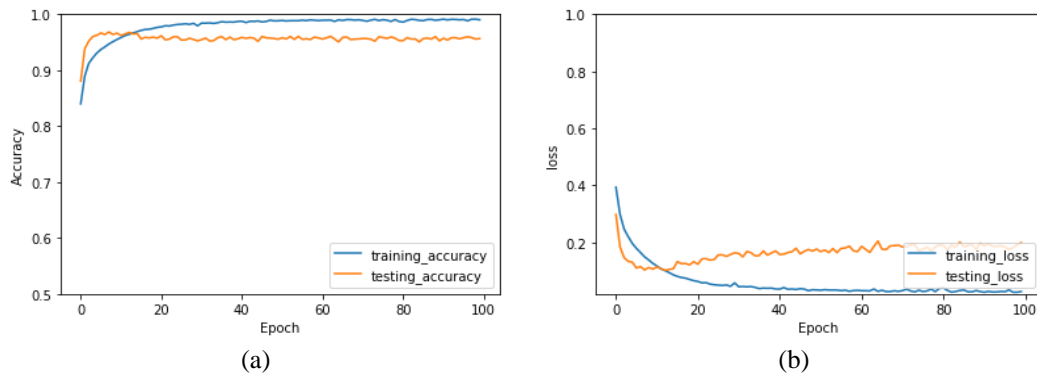 1.0
0.9
0.8
0.7
0.6
0.5
Accuracy
0 20 40 60 80 100
Epoch
training_accuracy
testing_accuracy
(a)
1.0
0.8
0.6
0.4
0.2
loss
0 20 40 60 80 100
Epoch
training_loss
testing_loss
(b)